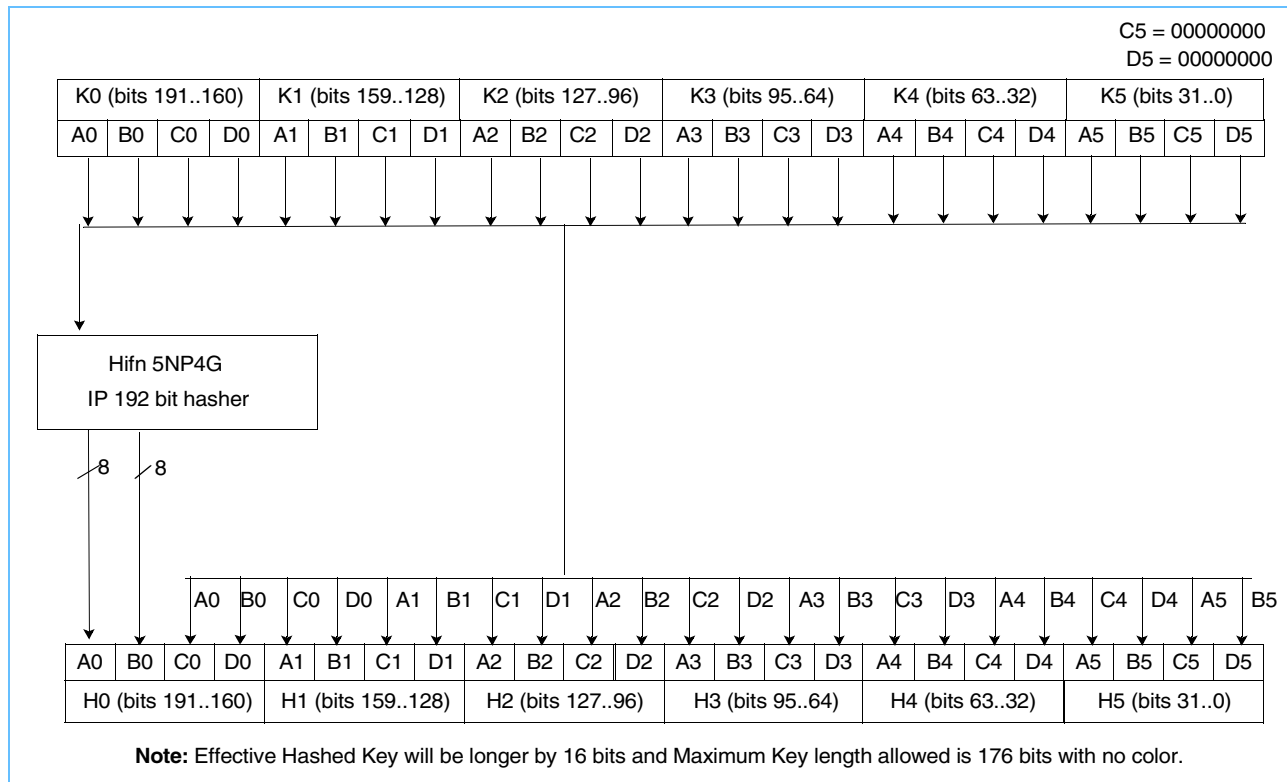 C5 = 00000000
D5 = 00000000
K0 (bits 191..160) K1 (bits 159..128) K2 (bits 127..96) K3 (bits 95..64) K4 (bits 63..32) K5 (bits 31..0)
A0 B0 C0 D0 A1 B1 C1 D1 A2 B2 C2 D2 A3 B3 C3 D3 A4 B4 C4 D4 A5 B5 C5 D5
Hifn 5NP4G
IP 192 bit hasher
8 8
A0 B0 C0 D0 A1 B1 C1 D1 A2 B2 C2 D2 A3 B3 C3 D3 A4 B4 C4 D4 A5 B5
A0 B0 C0 D0 A1 B1 C1 D1 A2 B2 C2 D2 A3 B3 C3 D3 A4 B4 C4 D4 A5 B5 C5 D5
H0 (bits 191..160) H1 (bits 159..128) H2 (bits 127..96) H3 (bits 95..64) H4 (bits 63..32) H5 (bits 31..0)
Note: Effective Hashed Key will be longer by 16 bits and Maximum Key length allowed is 176 bits with no color.